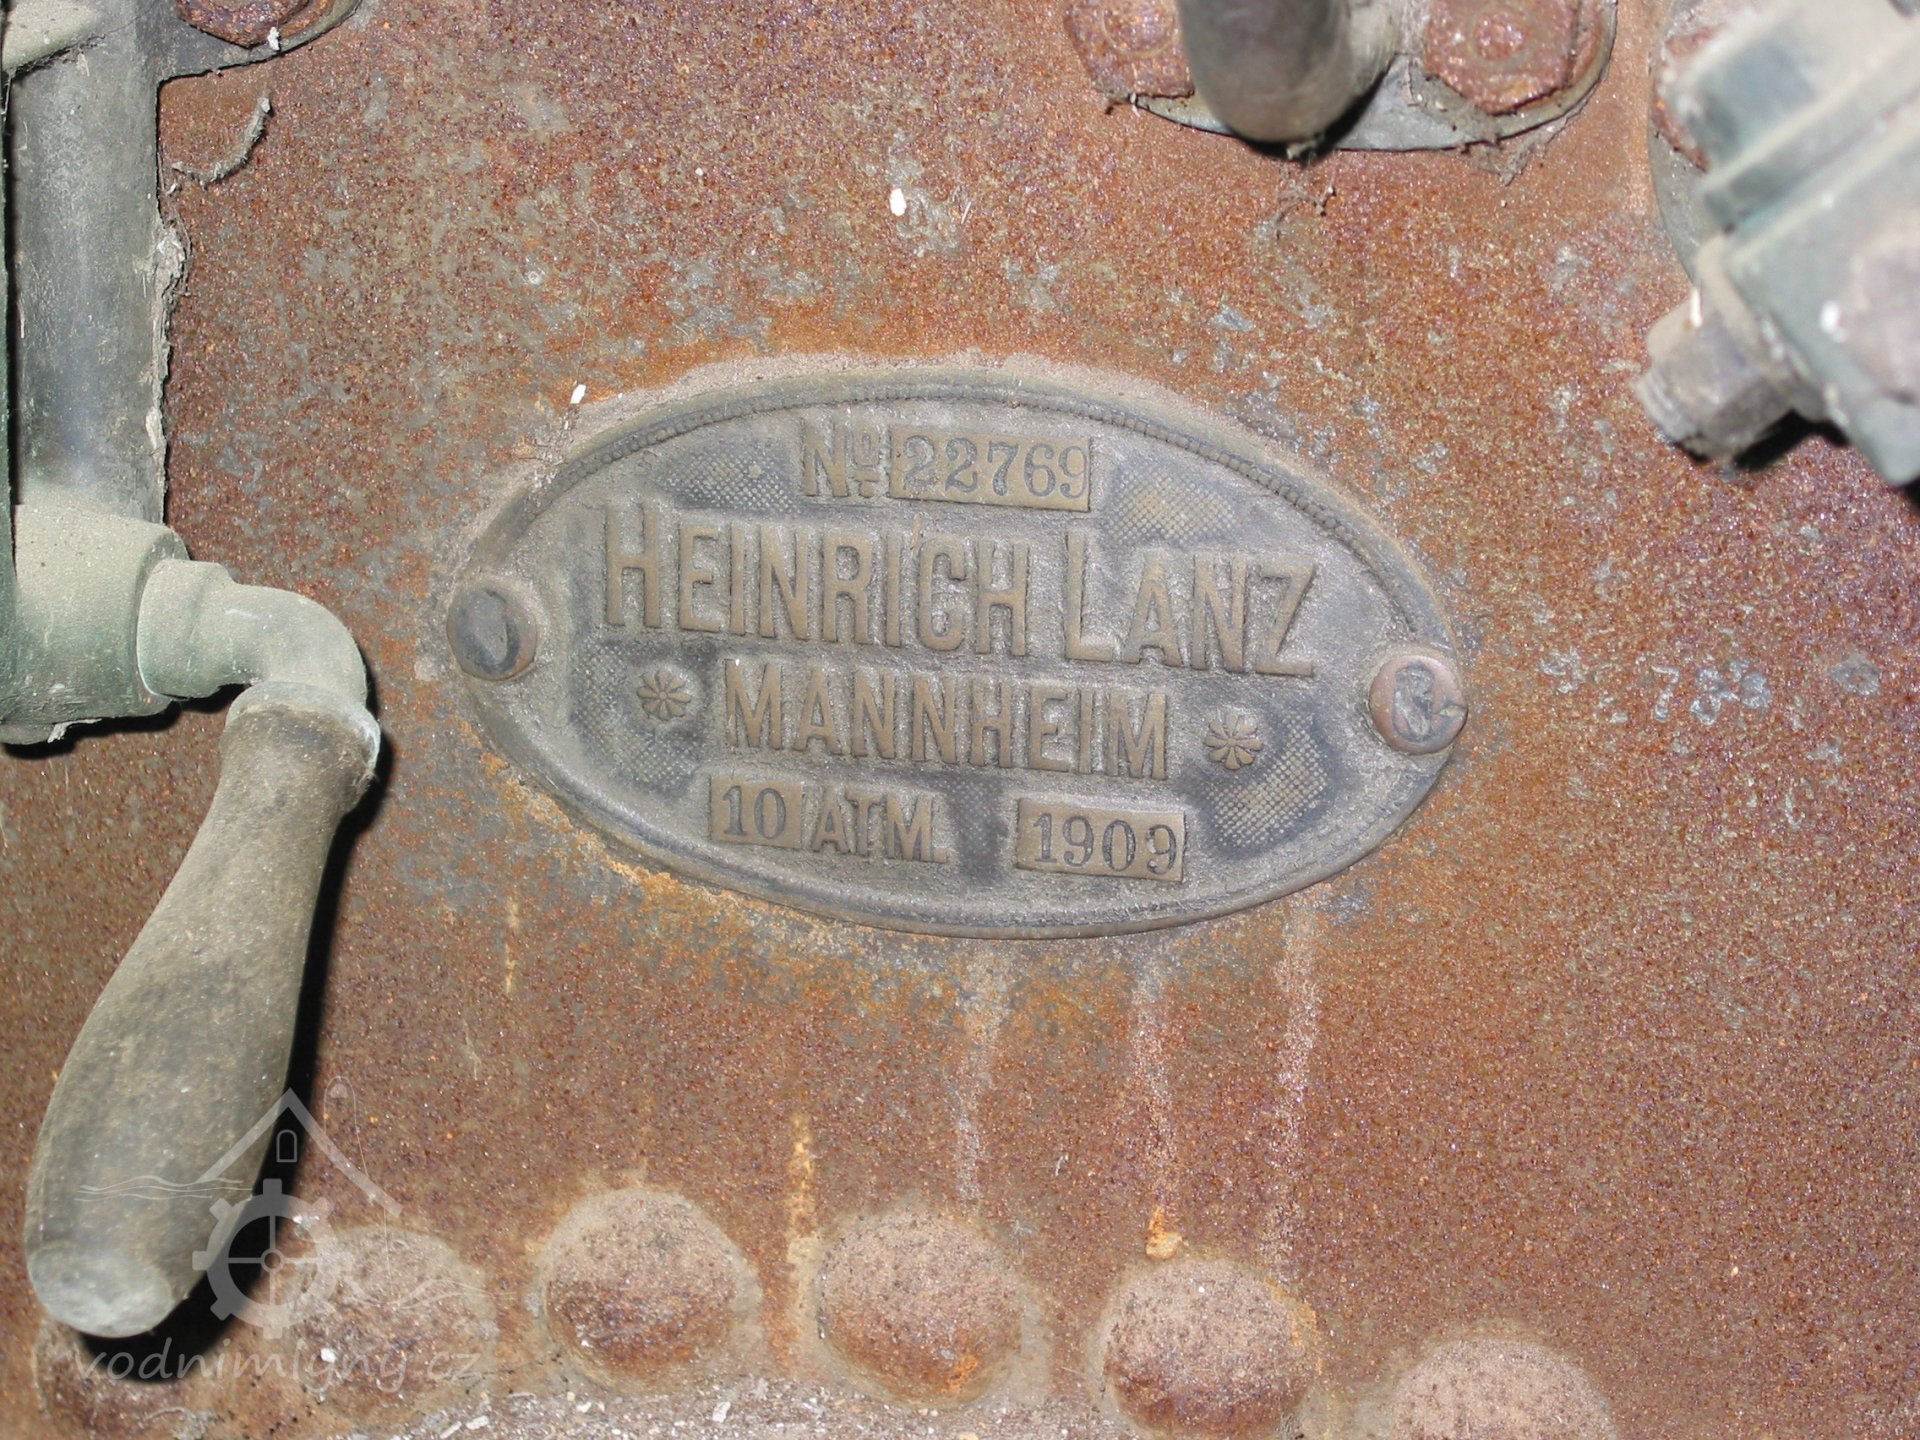 No 22769
HEINRICH LANZ
MANNHEIM
10 ATM. 1909
vodnimlyny.cz